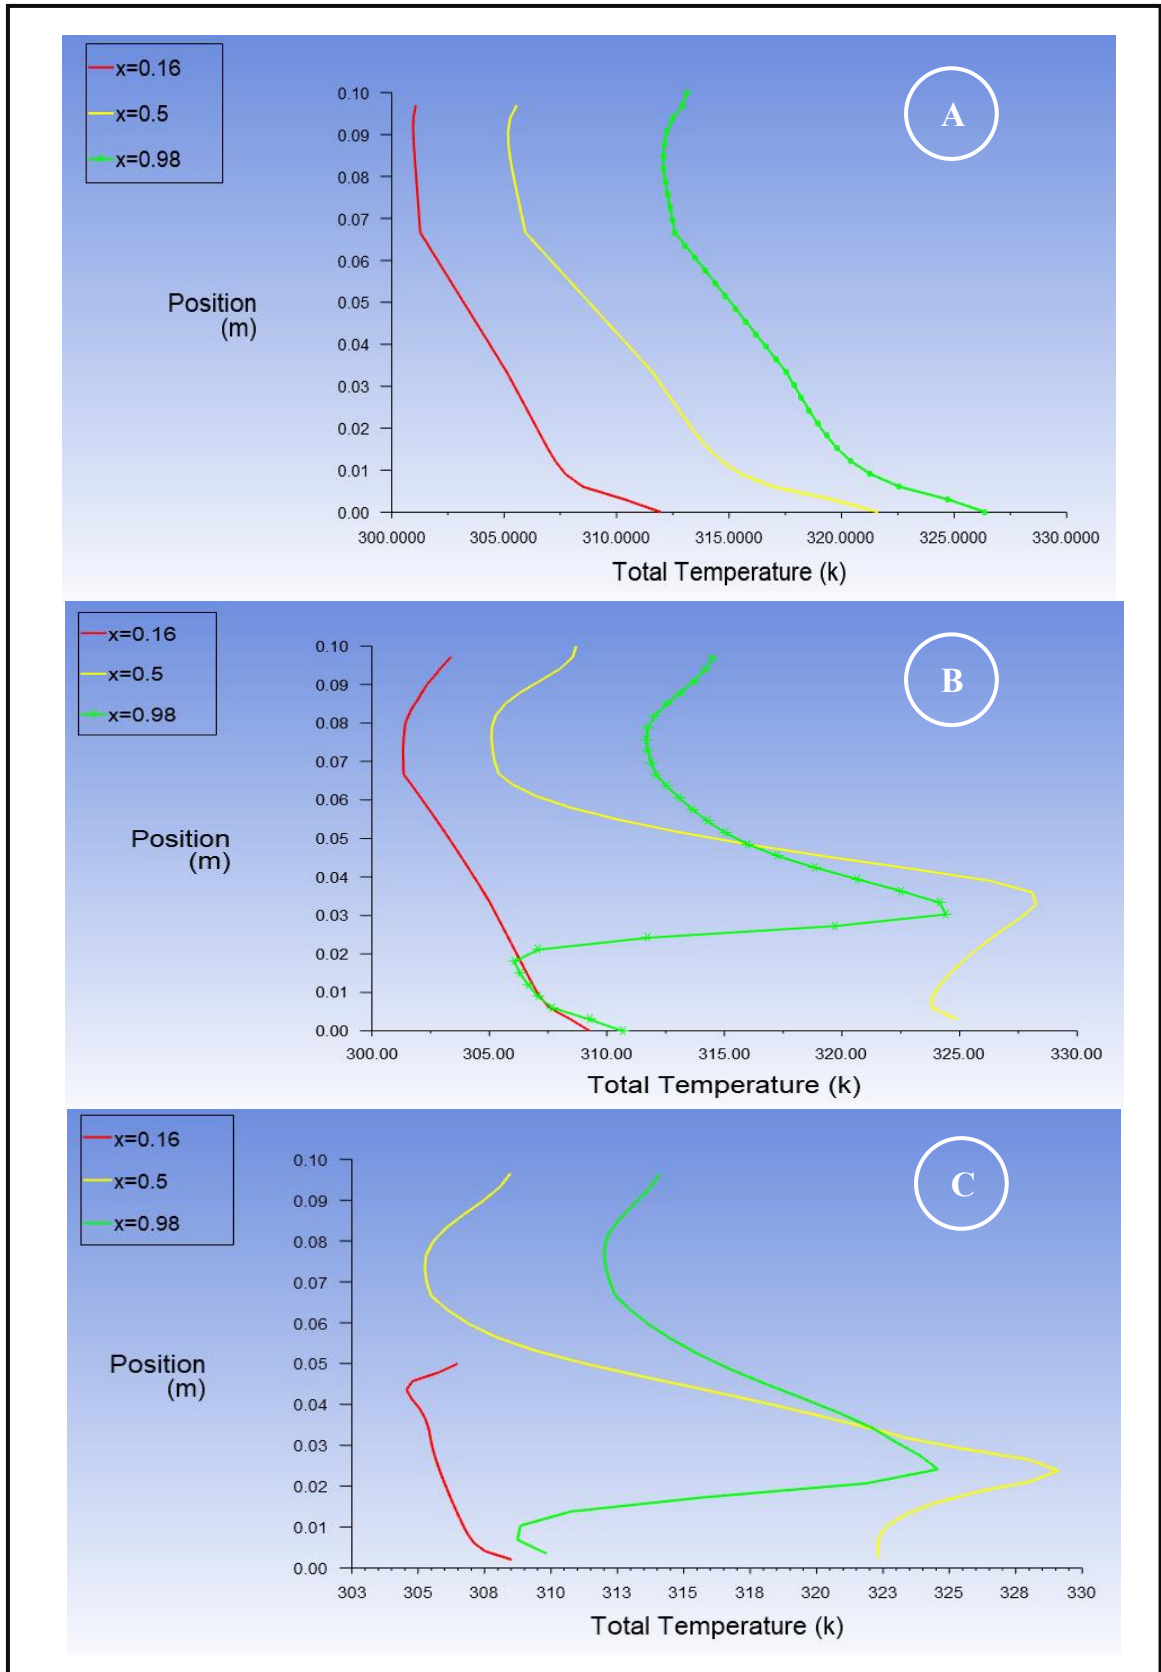 x=0.16
x=0.5
x=0.98
A
0.10
0.09
0.08
0.07
0.06
0.05
0.04
0.03
0.02
0.01
0.00
Position
(m)
300.0000 305.0000 310.0000 315.0000 320.0000 325.0000 330.0000
Total Temperature (k)
x=0.16
x=0.5
x=0.98
B
0.10
0.09
0.08
0.07
0.06
0.05
0.04
0.03
0.02
0.01
0.00
Position
(m)
300.00 305.00 310.00 315.00 320.00 325.00 330.00
Total Temperature (k)
x=0.16
x=0.5
x=0.98
C
0.10
0.09
0.08
0.07
0.06
0.05
0.04
0.03
0.02
0.01
0.00
Position
(m)
303 305 308 310 313 315 318 320 323 325 328 330
Total Temperature (k)